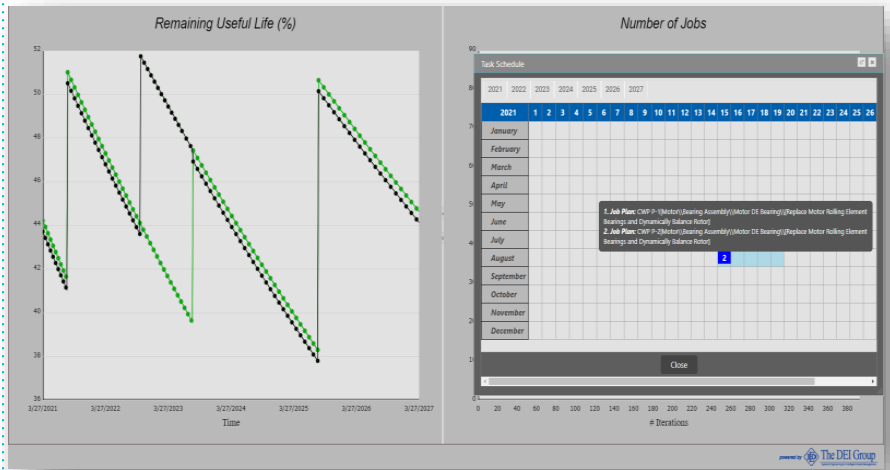 Remaining Useful Life (%)
52
50
48
46
44
42
40
38
36
3/27/2021 3/27/2022 3/27/2023 3/27/2024 3/27/2025 3/27/2026 3/27/2027
Time
Number of Jobs
90
Task Schedule
2021 2022 2023 2024 2025 2026 2027
2021 1 2 3 4 5 6 7 8 9 10 11 12 13 14 15 16 17 18 19 20 21 22 23 24 25 26
January
February
March
April
May
June
July
August 2
September
October
November
December
1. Job Plan: CWP P-1|Motor\\Bearing Assembly\\Motor DE Bearing\\[Replace Motor Rolling Element
Bearings and Dynamically Balance Rotor]
2. Job Plan: CWP P-2|Motor\\Bearing Assembly\\Motor DE Bearing\\[Replace Motor Rolling Element
Bearings and Dynamically Balance Rotor]
Close
0 20 40 60 80 100 120 140 160 180 200 220 240 260 280 300 320 340 360 380
# Iterations
powered by The DEI Group